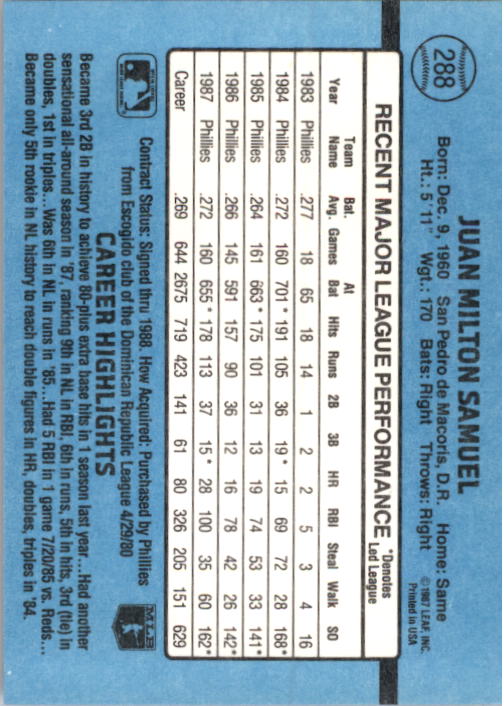 288
JUAN MILTON SAMUEL
Born: Dec. 9, 1960 San Pedro de Macoris, D.R. Home: Same
Ht.: 5'11" Wgt.: 170 Bats: Right Throws: Right
© 1987 LEAF, INC.
Printed in USA
RECENT MAJOR LEAGUE PERFORMANCE *Denotes Led League
Year Team Name Bat. Avg. Games At Bat Hits Runs 2B 3B HR RBI Steal Walk SO
1983 Phillies .277 18 65 18 14 1 2 2 5 3 4 16
1984 Phillies .272 160 701* 191 105 36 19* 15 69 72 28 168*
1985 Phillies .264 161 663* 175 101 31 13 19 74 53 33 141*
1986 Phillies .266 145 591 157 90 36 12 16 78 42 26 142*
1987 Phillies .272 160 655* 178 113 37 15* 28 100 35 60 162*
Career .269 644 2675 719 423 141 61 80 326 205 151 629
Contract Status: Signed thru 1988. How Acquired: Purchased by Phillies
from Escogido club of the Dominican Republic League 4/29/80
MLB
CAREER HIGHLIGHTS
Became 3rd 2B in history to achieve 80-plus extra base hits in 1 season last year...Had another
sensational all-around season in '87, ranking 9th in NL in RBI, 6th in runs, 5th in hits, 3rd (tie) in
doubles, 1st in triples...Was 6th in NL in runs in '85...Had 5 RBI in 1 game 7/20/85 vs. Reds...
Became only 5th rookie in NL history to reach double figures in HR, doubles, triples in '84.